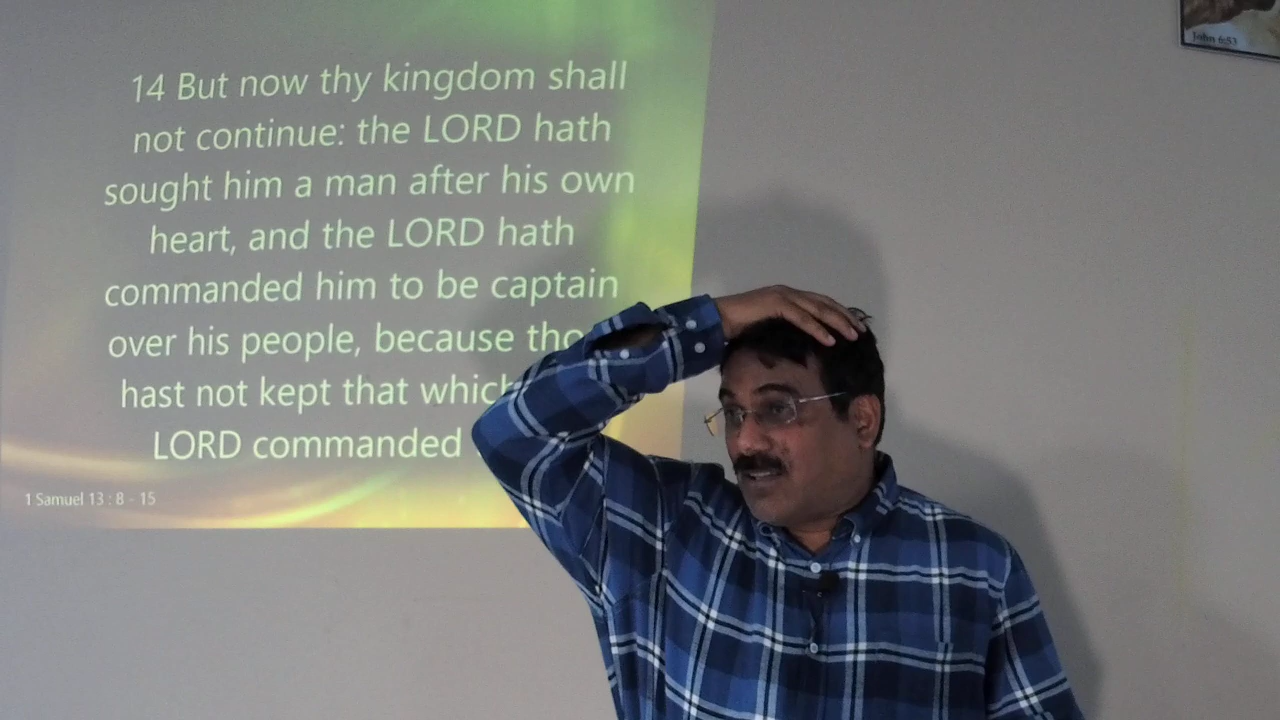 14 But now thy kingdom shall
not continue: the LORD hath
sought him a man after his own
heart, and the LORD hath
commanded him to be captain
over his people, because
hast not kept that which
LORD commanded
1 Samuel 13 : 8 - 15
John 6:53